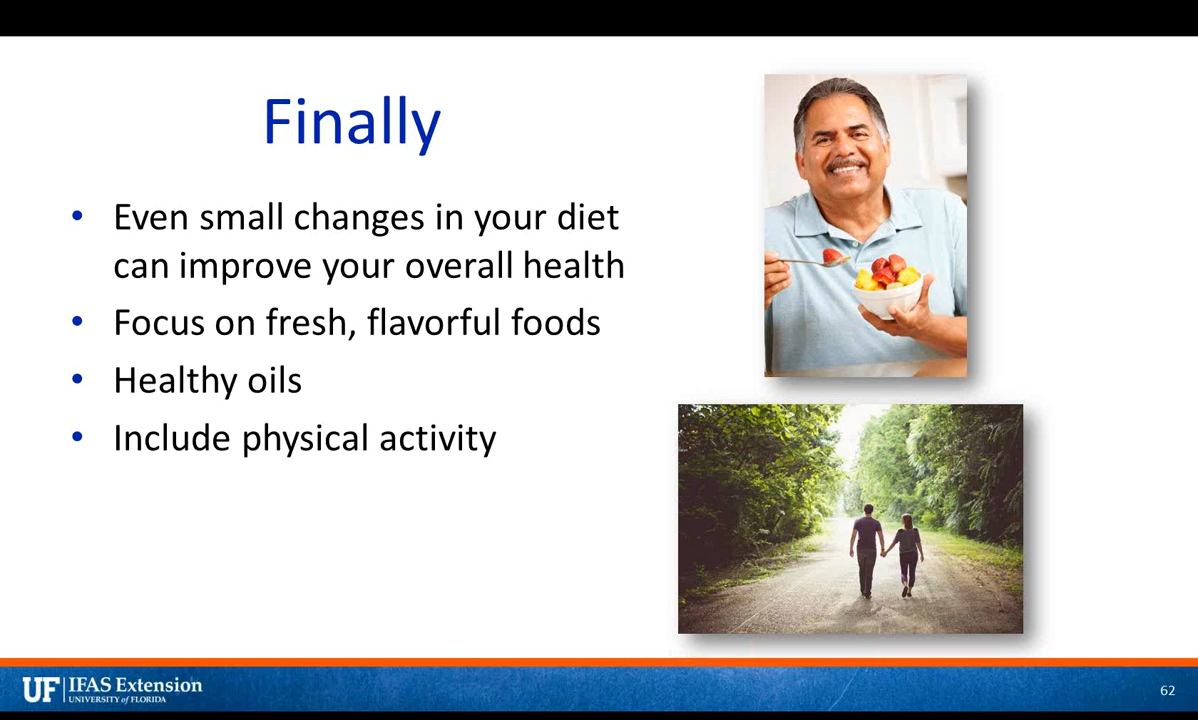 Finally
• Even small changes in your diet
can improve your overall health
• Focus on fresh, flavorful foods
• Healthy oils
• Include physical activity
UF IFAS Extension
UNIVERSITY of FLORIDA
62